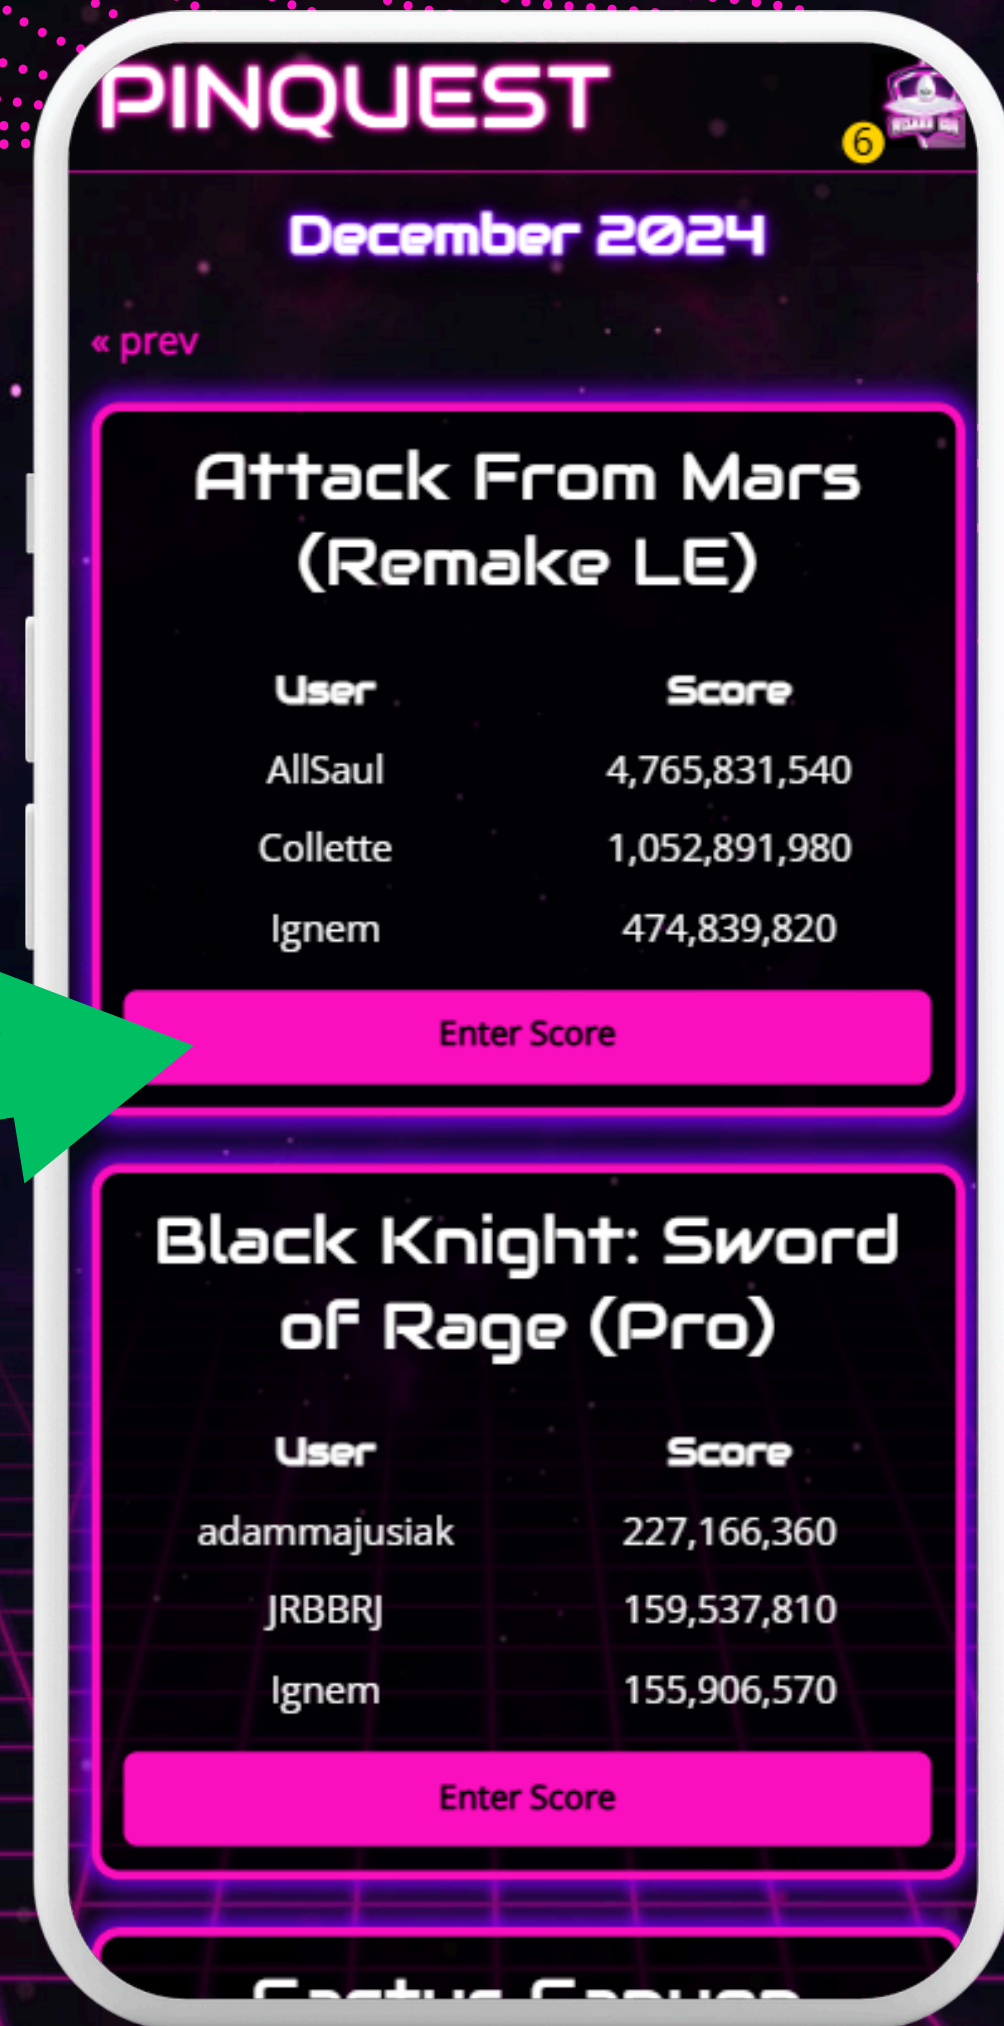 PINQUEST
6
December 2024
« prev
Attack From Mars
(Remake LE)
User Score
AllSaul 4,765,831,540
Collette 1,052,891,980
Ignem 474,839,820
Enter Score
Black Knight: Sword
of Rage (Pro)
User Score
adammajusiak 227,166,360
JRBBRJ 159,537,810
Ignem 155,906,570
Enter Score
Cactus Canyon